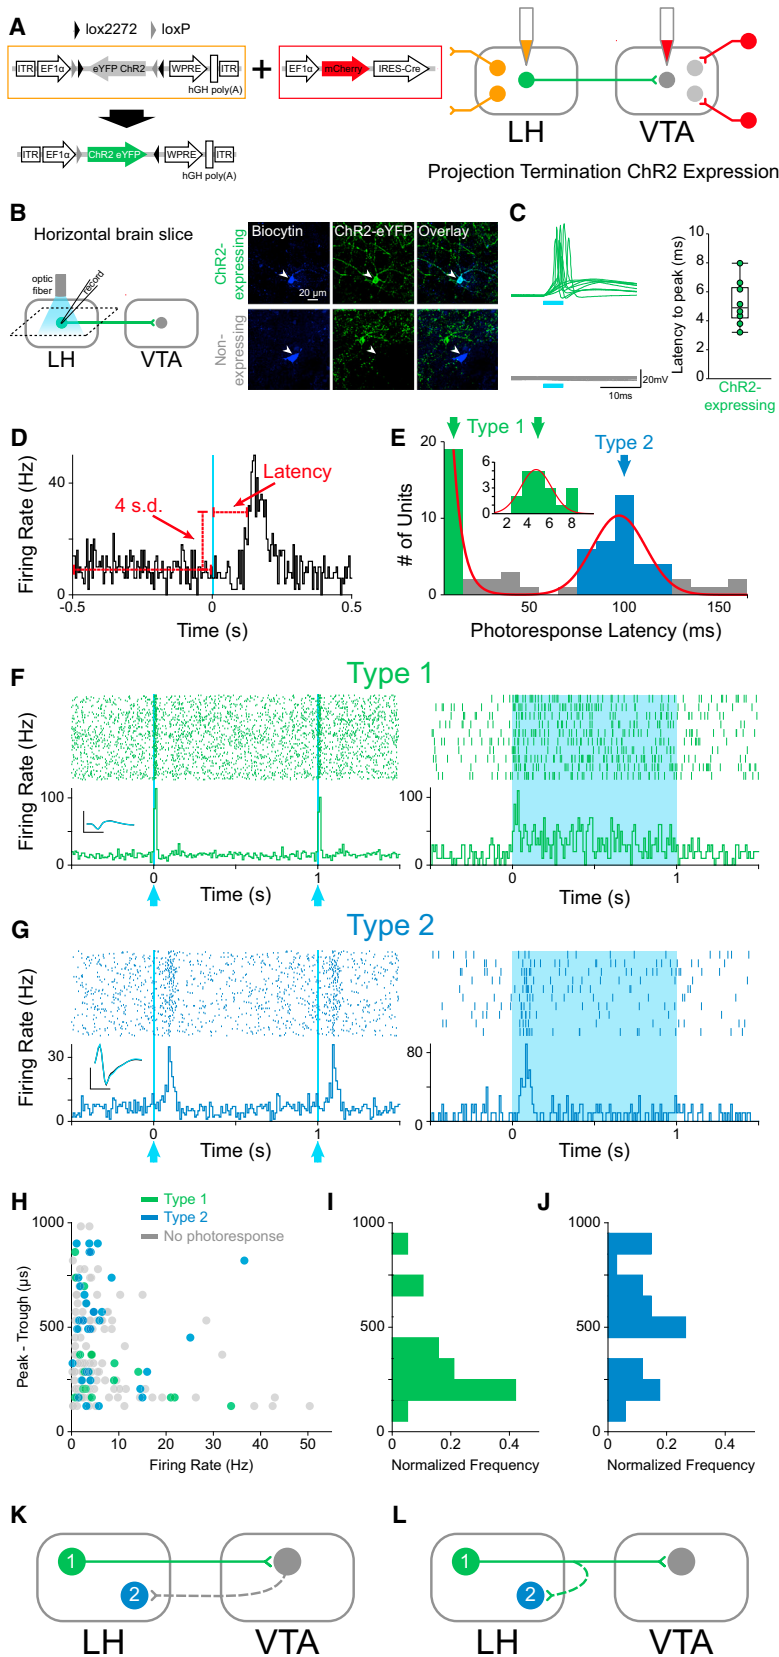 A
lox2272 loxP
ITR EF1α eYFP ChR2 WPRE ITR
hGH poly(A)
+
EF1α mCherry IRES-Cre
ITR EF1α ChR2 eYFP WPRE ITR
hGH poly(A)
LH VTA
Projection Termination ChR2 Expression
B
Horizontal brain slice
optic
fiber
record
LH VTA
ChR2-
expressing
Non-
expressing
Biocytin ChR2-eYFP Overlay
20 µm
C
20mV
10ms
Latency to peak (ms)
10
8
6
4
2
0
ChR2-
expressing
D
Firing Rate (Hz)
40
0
4 s.d.
Latency
-0.5 0 0.5
Time (s)
E
Type 1
Type 2
# of Units
20
10
0
6
3
0
2 4 6 8
50 100 150
Photoresponse Latency (ms)
F
Type 1
Firing Rate (Hz)
100
0
0 1
Time (s)
100
0
0 1
Time (s)
G
Type 2
Firing Rate (Hz)
30
0
0 1
Time (s)
80
0
0 1
Time (s)
H
Type 1
Type 2
No photoresponse
Peak - Trough (µs)
1000
500
0
0 10 20 30 40 50
Firing Rate (Hz)
I
1000
500
0
0 0.2 0.4
Normalized Frequency
J
1000
500
0
0 0.2 0.4
Normalized Frequency
K
1
2
LH VTA
L
1
2
LH VTA